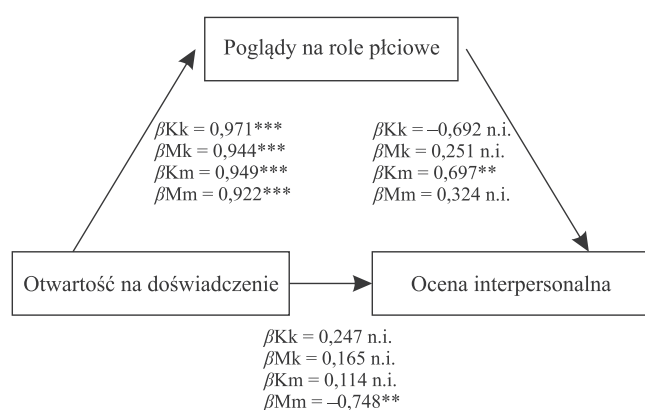 Poglądy na role płciowe
βKk = 0,971***
βMk = 0,944***
βKm = 0,949***
βMm = 0,922***
βKk = –0,692 n.i.
βMk = 0,251 n.i.
βKm = 0,697**
βMm = 0,324 n.i.
Otwartość na doświadczenie
Ocena interpersonalna
βKk = 0,247 n.i.
βMk = 0,165 n.i.
βKm = 0,114 n.i.
βMm = –0,748**